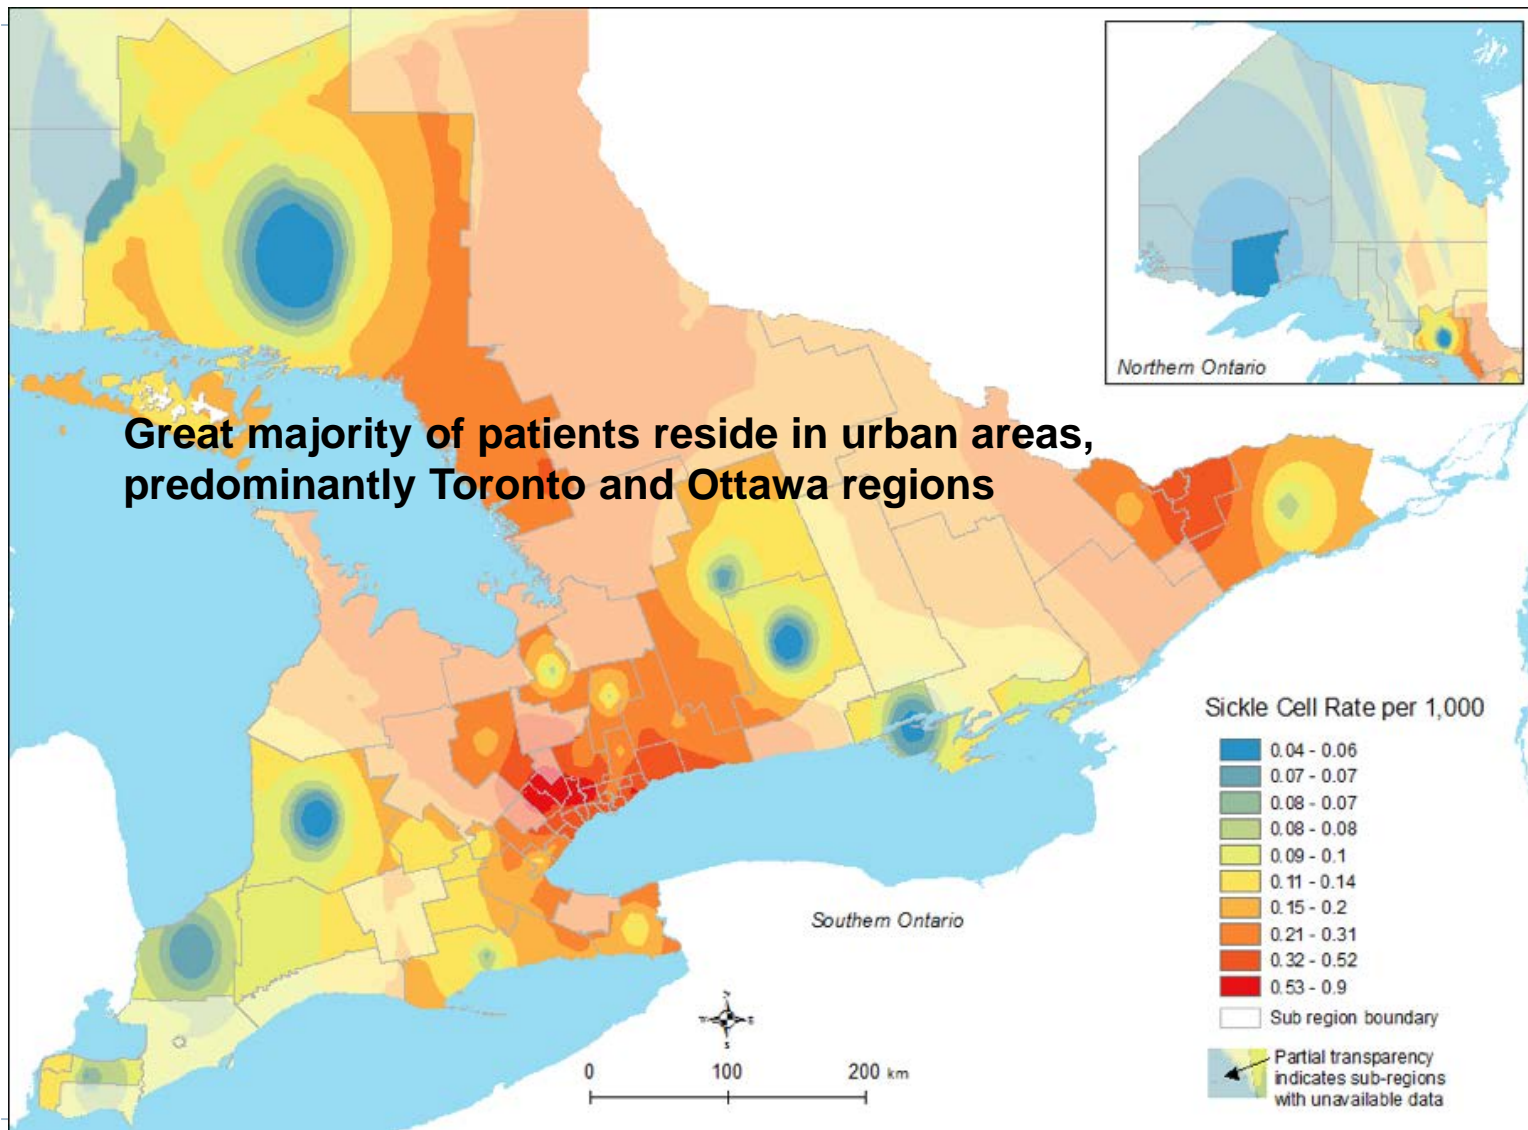 Northern Ontario
Great majority of patients reside in urban areas,
predominantly Toronto and Ottawa regions
Sickle Cell Rate per 1,000
0.04 - 0.06
0.07 - 0.07
0.08 - 0.07
0.08 - 0.08
0.09 - 0.1
0.11 - 0.14
0.15 - 0.2
0.21 - 0.31
0.32 - 0.52
0.53 - 0.9
Sub region boundary
Partial transparency
indicates sub-regions
with unavailable data
Southern Ontario
N
W E
S
0 100 200 km